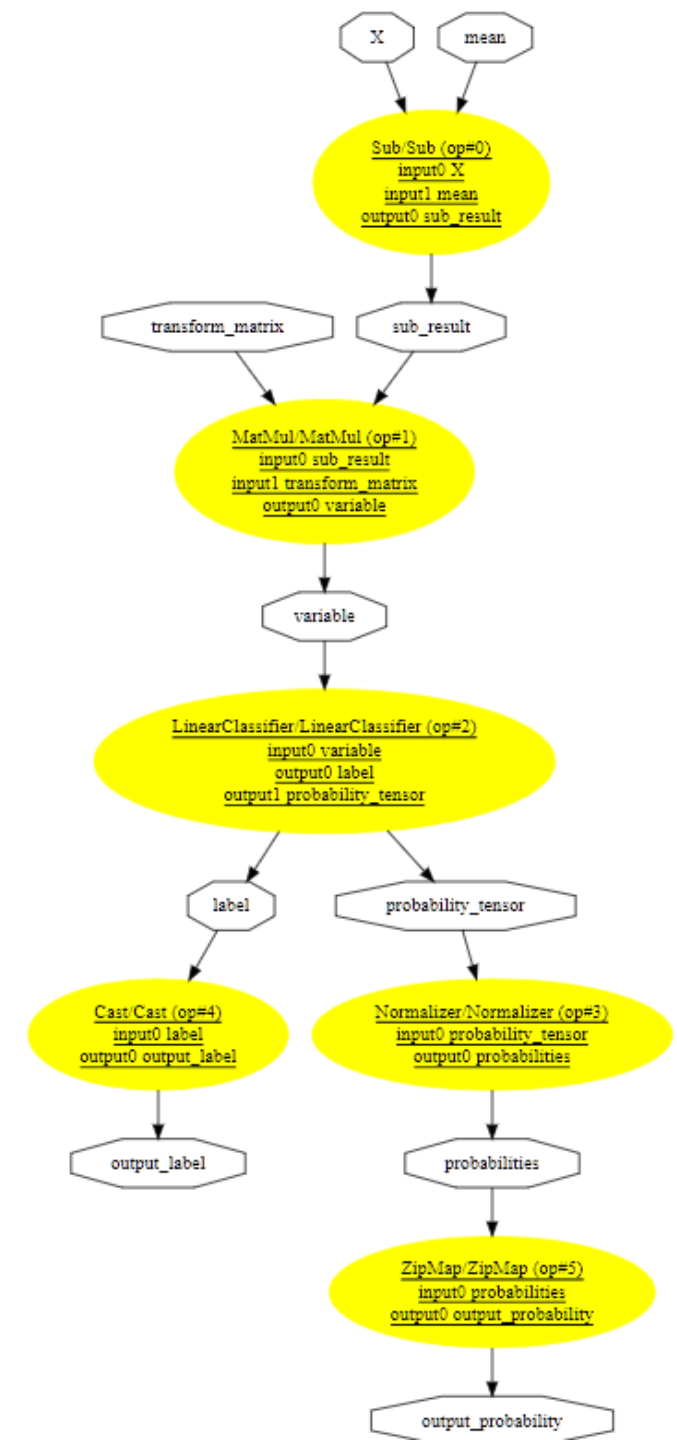 X
mean
Sub/Sub (op#0)
input0 X
input1 mean
output0 sub_result
transform_matrix
sub_result
MatMul/MatMul (op#1)
input0 sub_result
input1 transform_matrix
output0 variable
variable
LinearClassifier/LinearClassifier (op#2)
input0 variable
output0 label
output1 probability_tensor
label
probability_tensor
Cast/Cast (op#4)
input0 label
output0 output_label
Normalizer/Normalizer (op#3)
input0 probability_tensor
output0 probabilities
output_label
probabilities
ZipMap/ZipMap (op#5)
input0 probabilities
output0 output_probability
output_probability